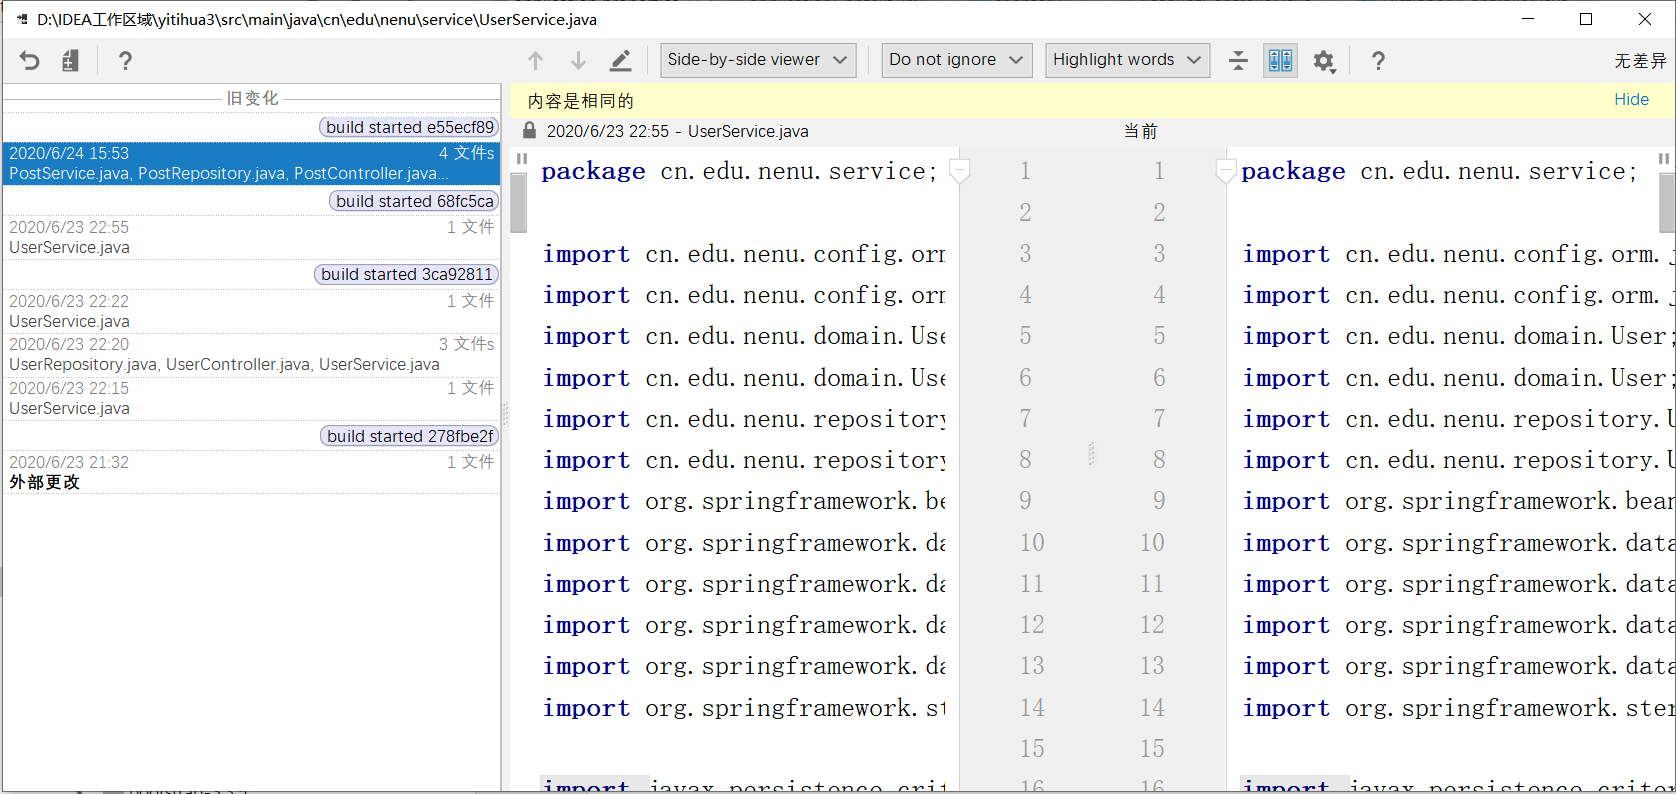 D:\IDEA工作区域\yitihua3\src\main\java\cn\edu\nenu\service\UserService.java
Side-by-side viewer
Do not ignore
Highlight words
无差异
旧变化
build started e55ecf89
2020/6/24 15:53 4 文件s
PostService.java, PostRepository.java, PostController.java...
build started 68fc5ca
2020/6/23 22:55 1 文件
UserService.java
build started 3ca92811
2020/6/23 22:22 1 文件
UserService.java
2020/6/23 22:20 3 文件s
UserRepository.java, UserController.java, UserService.java
2020/6/23 22:15 1 文件
UserService.java
build started 278fbe2f
2020/6/23 21:32 1 文件
外部更改
内容是相同的 Hide
2020/6/23 22:55 - UserService.java 当前
package cn.edu.nenu.service; 1 1 package cn.edu.nenu.service;
2 2
import cn.edu.nenu.config.orm 3 3 import cn.edu.nenu.config.orm.j
import cn.edu.nenu.config.orm 4 4 import cn.edu.nenu.config.orm.j
import cn.edu.nenu.domain.Use 5 5 import cn.edu.nenu.domain.User;
import cn.edu.nenu.domain.Use 6 6 import cn.edu.nenu.domain.User;
import cn.edu.nenu.repository 7 7 import cn.edu.nenu.repository.U
import cn.edu.nenu.repository 8 8 import cn.edu.nenu.repository.U
import org.springframework.be 9 9 import org.springframework.bean
import org.springframework.da 10 10 import org.springframework.data
import org.springframework.da 11 11 import org.springframework.data
import org.springframework.da 12 12 import org.springframework.data
import org.springframework.da 13 13 import org.springframework.data
import org.springframework.st 14 14 import org.springframework.ster
15 15
import javax.persistence.crit 16 16 import javax.persistence.criter